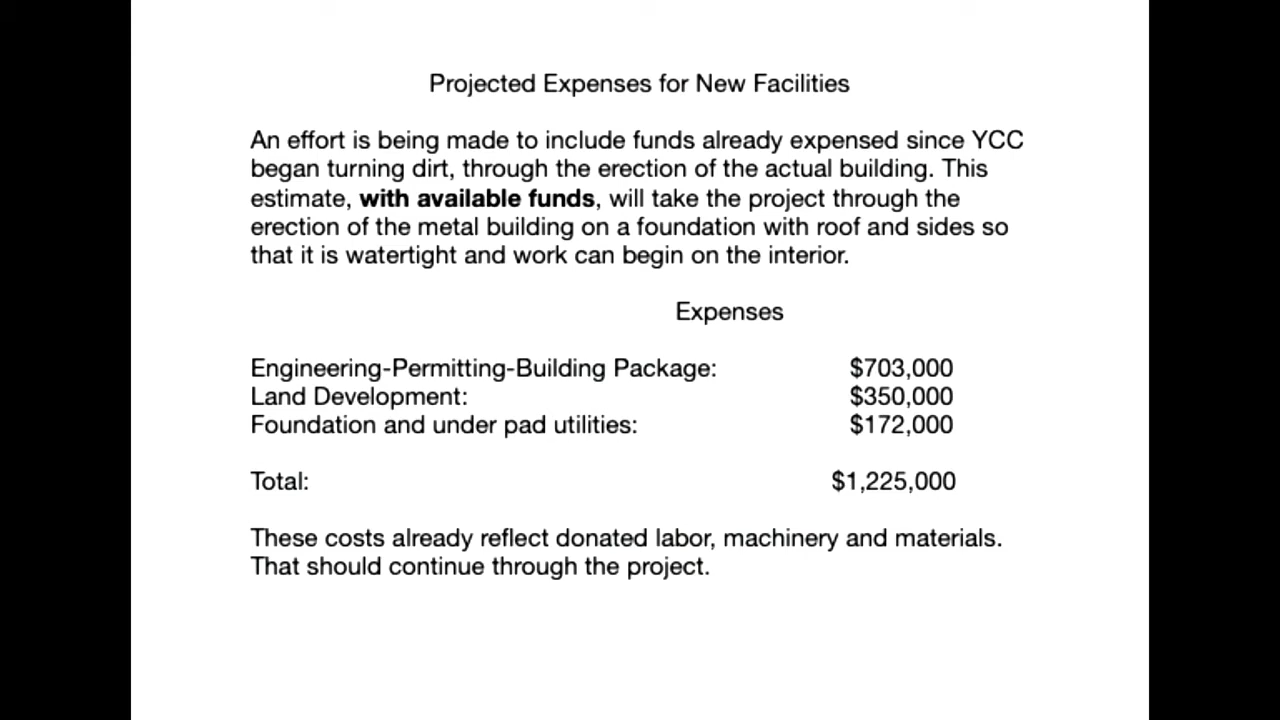 Projected Expenses for New Facilities
An effort is being made to include funds already expensed since YCC
began turning dirt, through the erection of the actual building. This
estimate, with available funds, will take the project through the
erection of the metal building on a foundation with roof and sides so
that it is watertight and work can begin on the interior.
Expenses
Engineering-Permitting-Building Package: $703,000
Land Development: $350,000
Foundation and under pad utilities: $172,000
Total: $1,225,000
These costs already reflect donated labor, machinery and materials.
That should continue through the project.